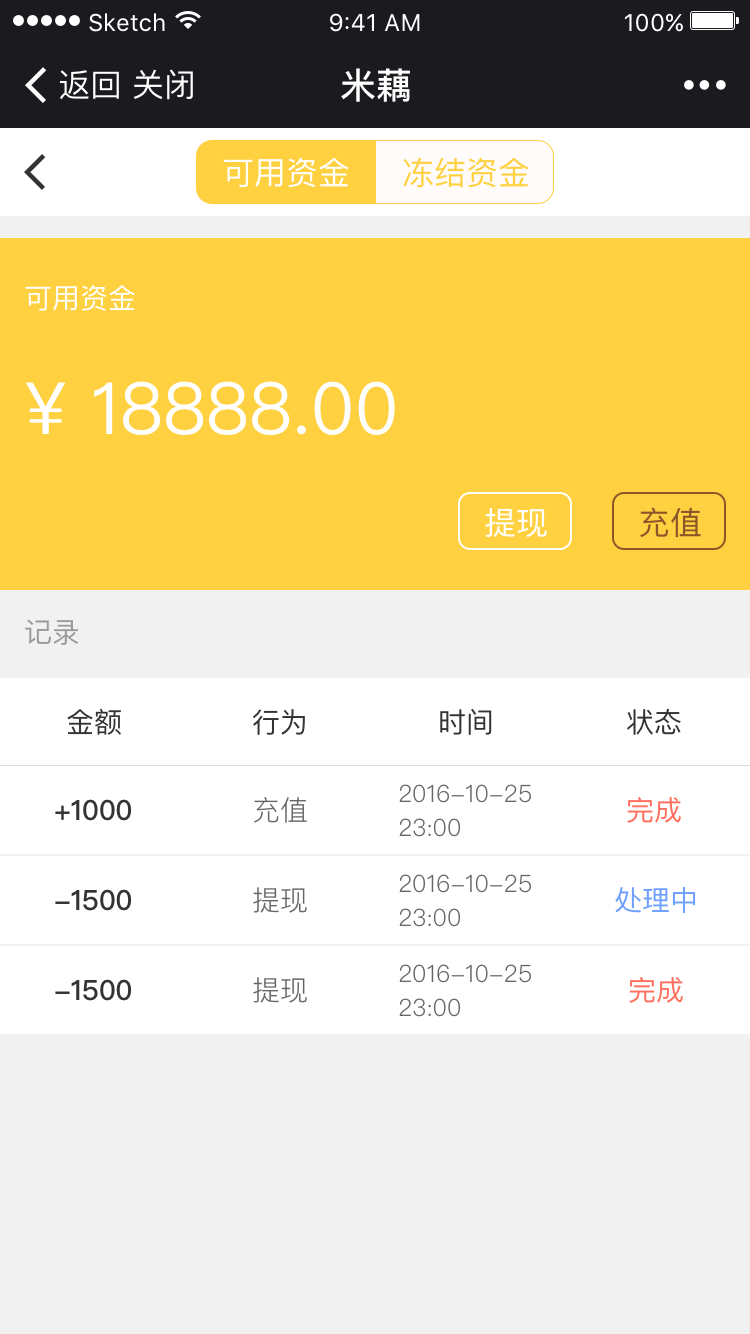 Sketch 9:41 AM 100%
返回 关闭 米藕
可用资金 冻结资金
可用资金
¥ 18888.00
提现 充值
记录
金额 行为 时间 状态
+1000 充值 2016-10-25 23:00 完成
-1500 提现 2016-10-25 23:00 处理中
-1500 提现 2016-10-25 23:00 完成